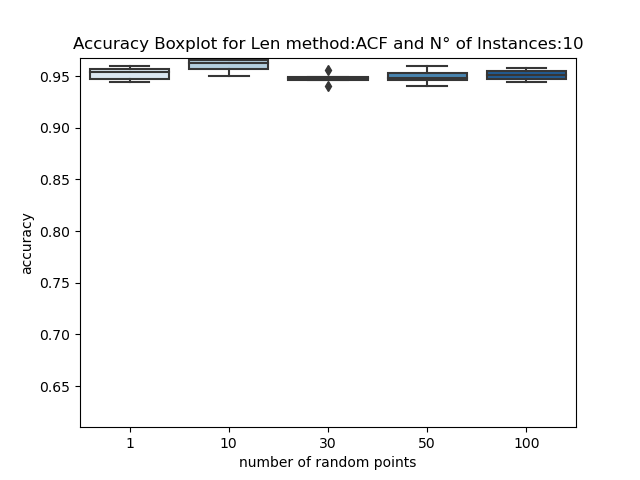 Accuracy Boxplot for Len method:ACF and N° of Instances:10
accuracy
0.95
0.90
0.85
0.80
0.75
0.70
0.65
1 10 30 50 100
number of random points